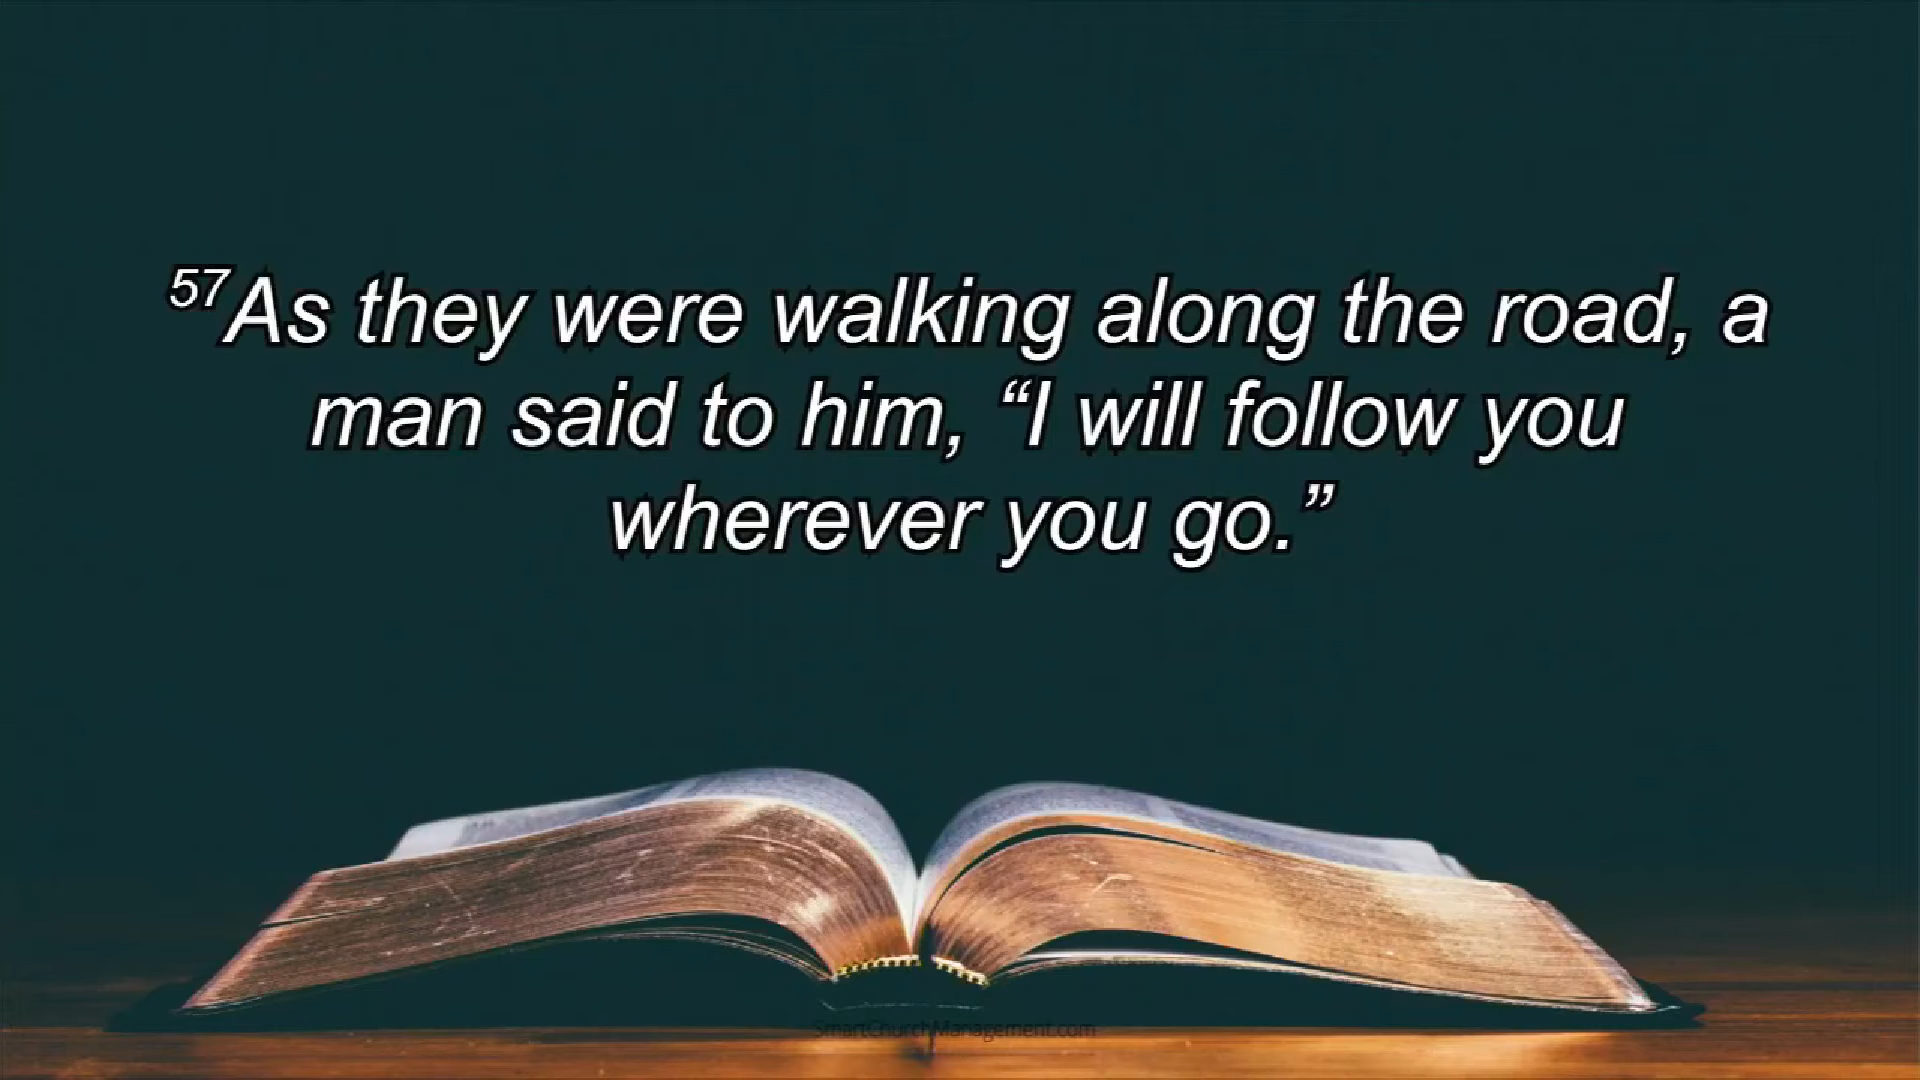 57As they were walking along the road, a
man said to him, “I will follow you
wherever you go.”
SmartChurchManagement.com